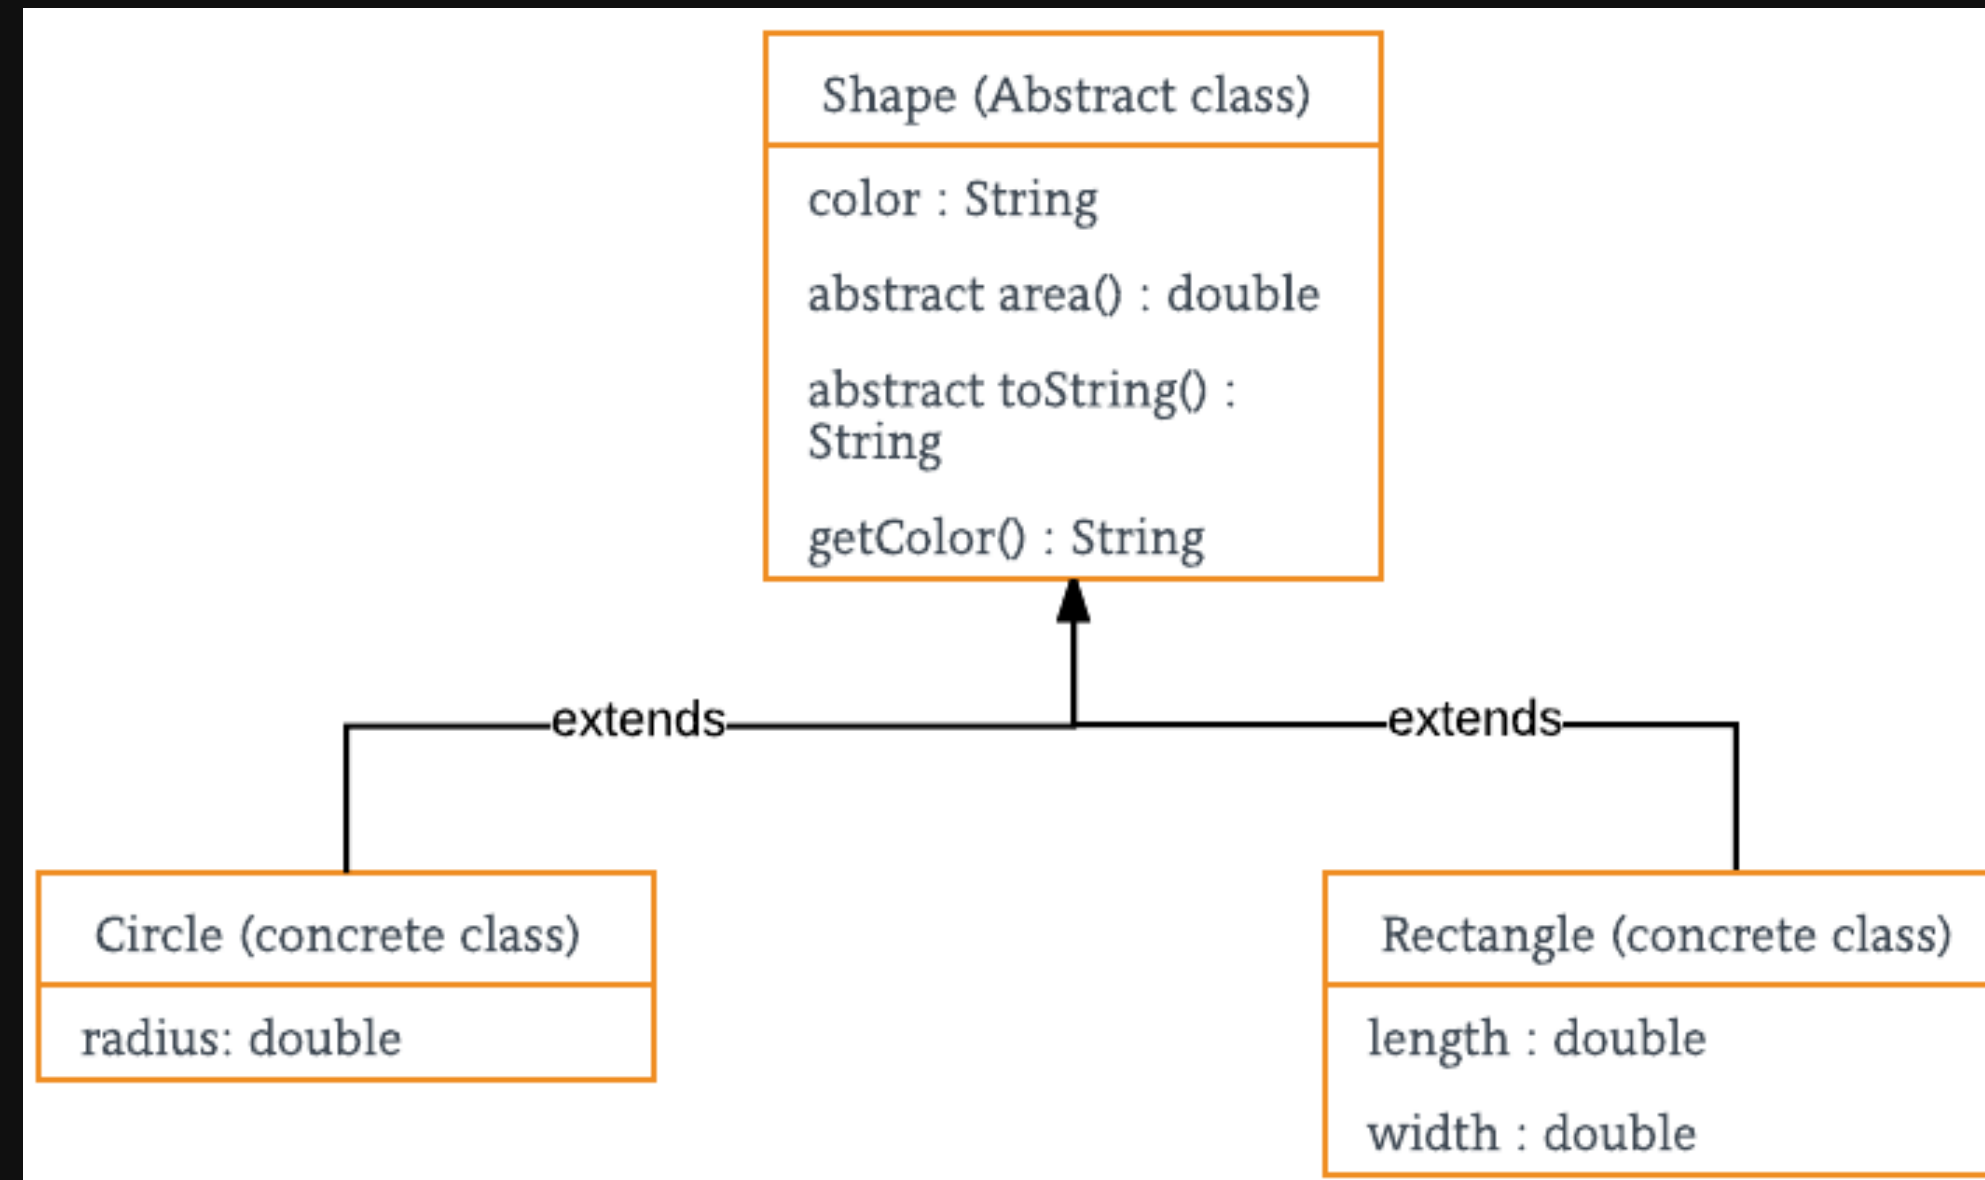 Shape (Abstract class)
color : String
abstract area() : double
abstract toString() :
String
getColor() : String
extends
extends
Circle (concrete class)
radius: double
Rectangle (concrete class)
length : double
width : double